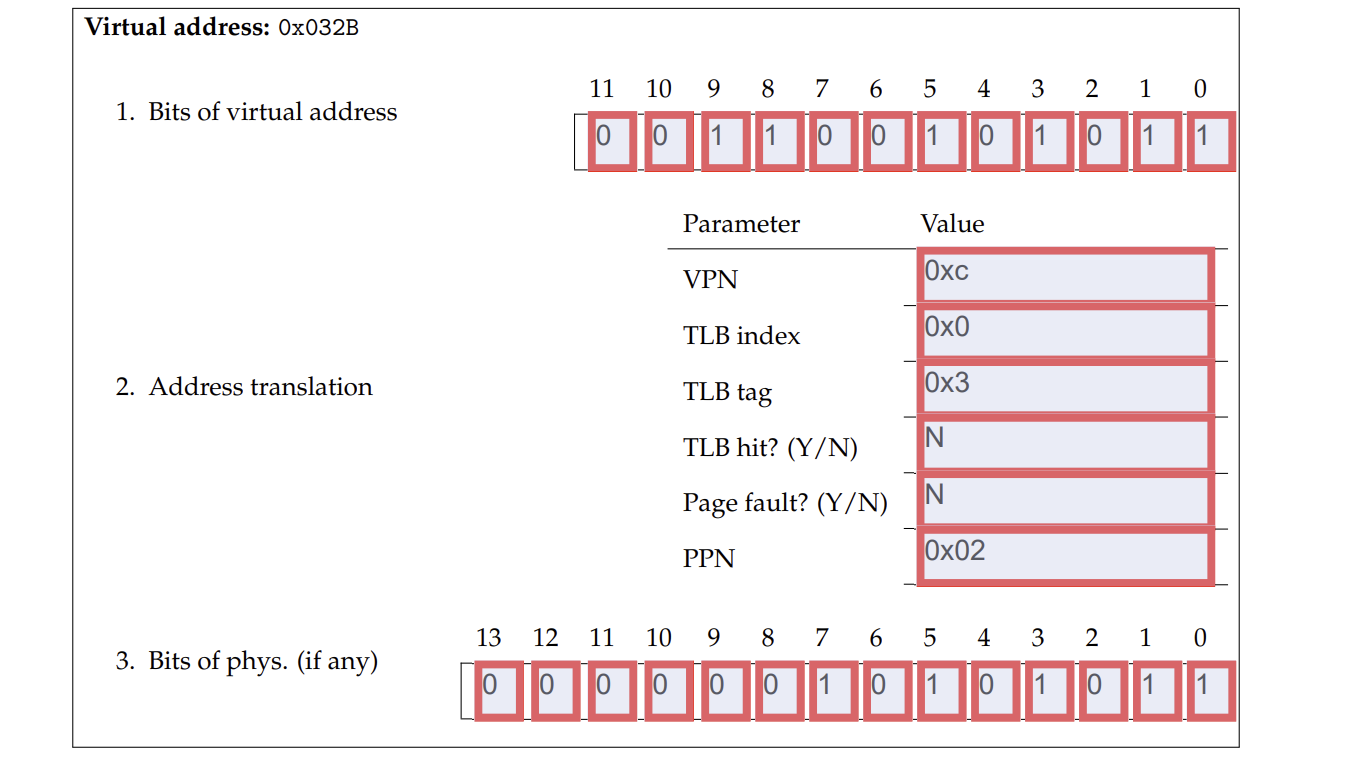 Virtual address: 0x032B
11 10 9 8 7 6 5 4 3 2 1 0
1. Bits of virtual address
0 0 1 1 0 0 1 0 1 0 1 1
Parameter Value
VPN 0xc
TLB index 0x0
2. Address translation
TLB tag 0x3
TLB hit? (Y/N) N
Page fault? (Y/N) N
PPN 0x02
13 12 11 10 9 8 7 6 5 4 3 2 1 0
3. Bits of phys. (if any)
0 0 0 0 0 0 1 0 1 0 1 0 1 1